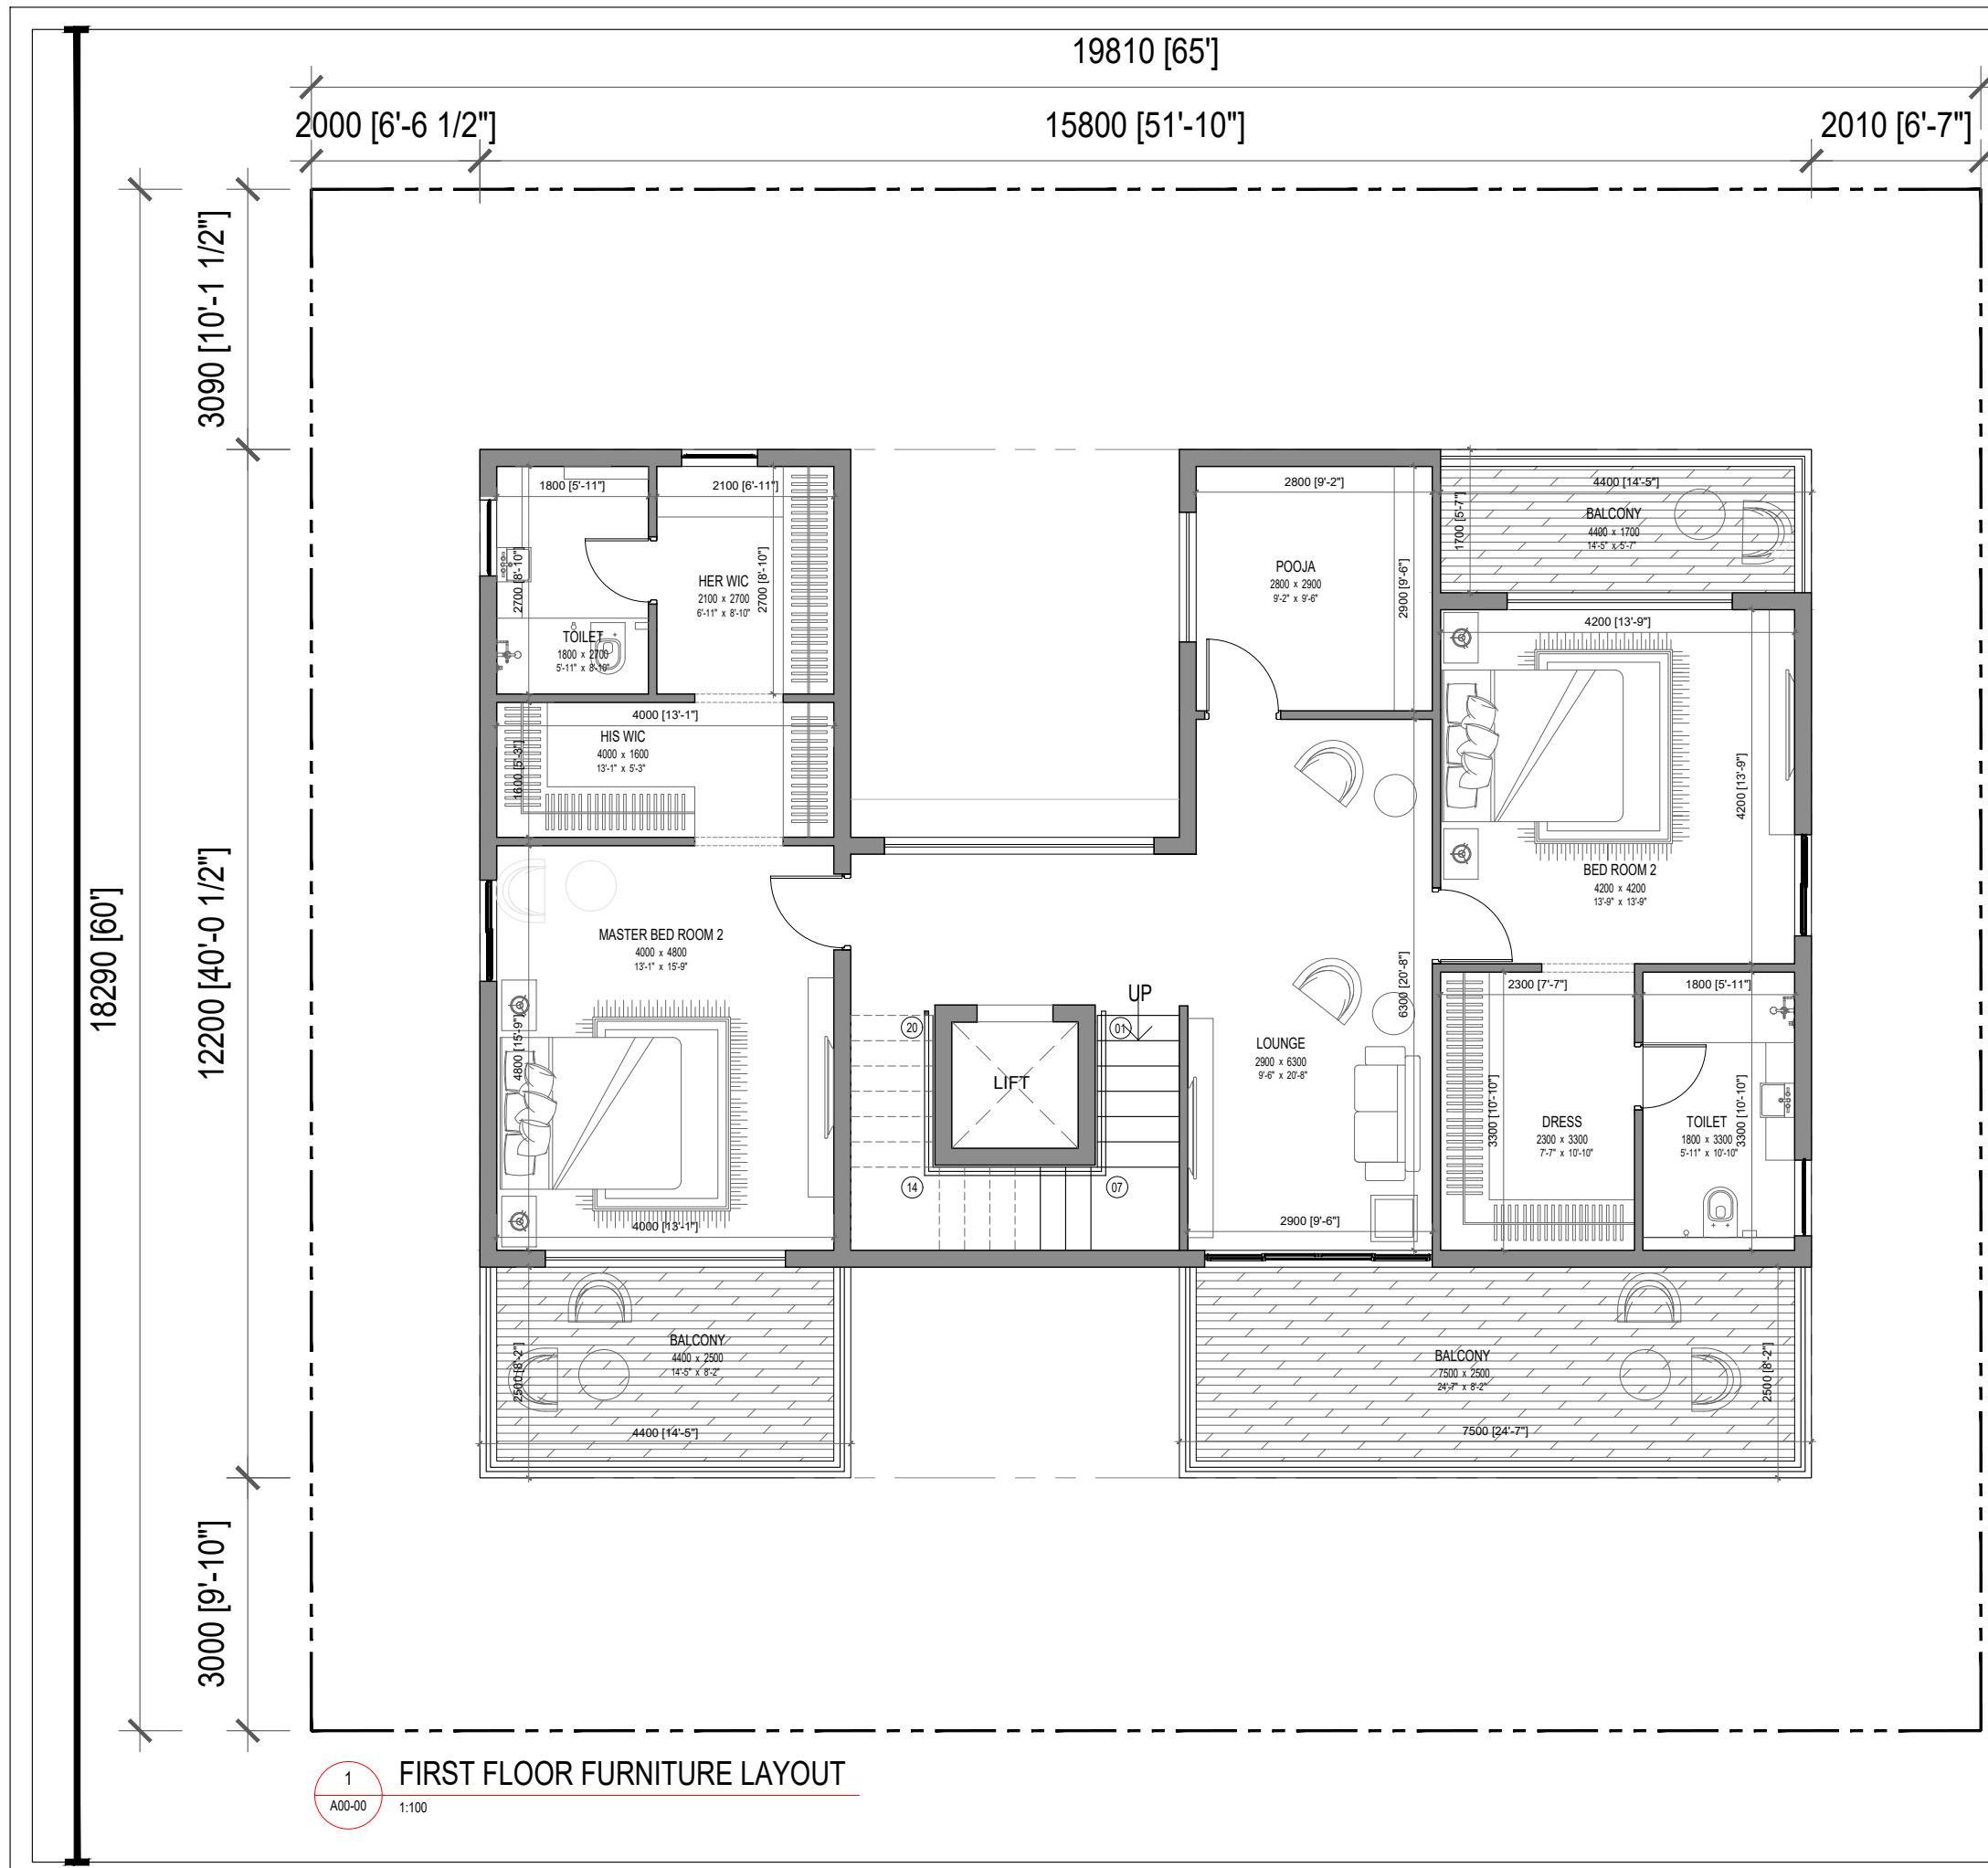 19810 [65']
2000 [6'-6 1/2"]
15800 [51'-10"]
2010 [6'-7"]
3090 [10'-1 1/2"]
18290 [60']
12200 [40'-0 1/2"]
3000 [9'-10"]
1800 [5'-11"]
2100 [6'-11"]
2700 [8'-10"]
2700 [8'-10"]
HER WIC
2100 x 2700
6'-11" x 8'-10"
TOILET
1800 x 2700
5'-11" x 8'-10"
4000 [13'-1"]
HIS WIC
4000 x 1600
13'-1" x 5'-3"
1600 [5'-3"]
2800 [9'-2"]
POOJA
2800 x 2900
9'-2" x 9'-6"
2900 [9'-6"]
4400 [14'-5"]
1700 [5'-7"]
BALCONY
4400 x 1700
14'-5" x 5'-7"
4200 [13'-9"]
4200 [13'-9"]
BED ROOM 2
4200 x 4200
13'-9" x 13'-9"
MASTER BED ROOM 2
4000 x 4800
13'-1" x 15'-9"
4800 [15'-9"]
4000 [13'-1"]
UP
20
01
LIFT
14
07
LOUNGE
2900 x 6300
9'-6" x 20'-8"
6300 [20'-8"]
2900 [9'-6"]
2300 [7'-7"]
1800 [5'-11"]
3300 [10'-10"]
DRESS
2300 x 3300
7'-7" x 10'-10"
TOILET
1800 x 3300
5'-11" x 10'-10"
3300 [10'-10"]
BALCONY
4400 x 2500
14'-5" x 8'-2"
2500 [8'-2"]
4400 [14'-5"]
BALCONY
7500 x 2500
24'-7" x 8'-2"
2500 [8'-2"]
7500 [24'-7"]
1
A00-00
FIRST FLOOR FURNITURE LAYOUT
1:100